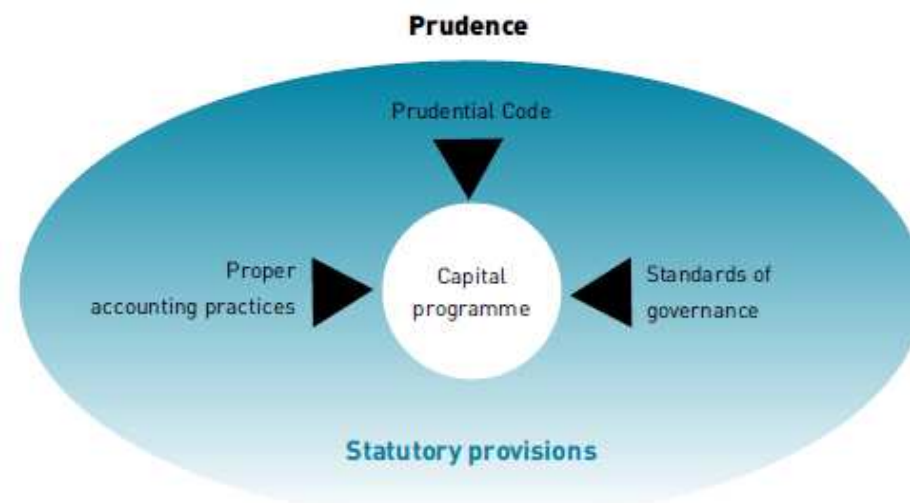 Prudence
Prudential Code
Proper
accounting practices
Capital
programme
Standards of
governance
Statutory provisions